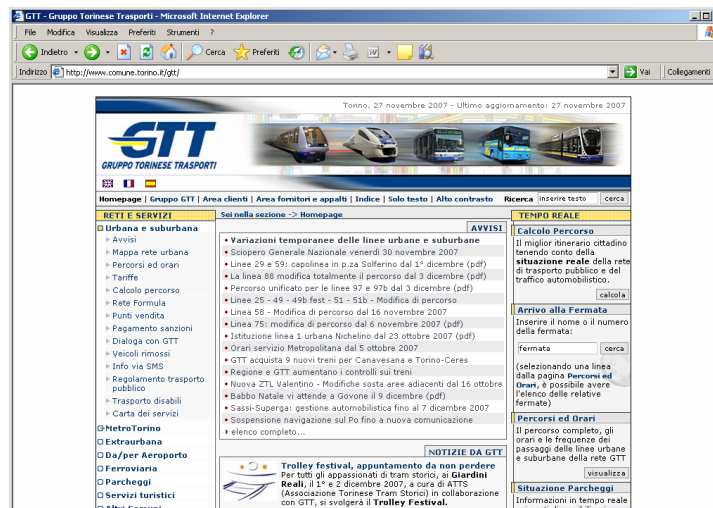 GTT - Gruppo Torinese Trasporti - Microsoft Internet Explorer
File Modifica Visualizza Preferiti Strumenti ?
Indietro Cerca Preferiti
Indirizzo http://www.comune.torino.it/gtt/ Vai Collegamenti
Torino, 27 novembre 2007 - Ultimo aggiornamento: 27 novembre 2007
GTT
GRUPPO TORINESE TRASPORTI
Homepage | Gruppo GTT | Area clienti | Area fornitori e appalti | Indice | Solo testo | Alto contrasto Ricerca inserire testo cerca
RETI E SERVIZI
Urbana e suburbana
Avvisi
Mappa rete urbana
Percorsi ed orari
Tariffe
Calcolo percorso
Rete Formula
Punti vendita
Pagamento sanzioni
Dialoga con GTT
Veicoli rimossi
Info via SMS
Regolamento trasporto
pubblico
Trasporto disabili
Carta dei servizi
MetroTorino
Extraurbana
Da/per Aeroporto
Ferroviaria
Parcheggi
Servizi turistici
Altri Servizi
Sei nella sezione -> Homepage
AVVISI
• Variazioni temporanee delle linee urbane e suburbane
• Sciopero Generale Nazionale venerdì 30 novembre 2007
• Linee 29 e 59: capolinea in p.za Solferino dal 1° dicembre (pdf)
• La linea 88 modifica totalmente il percorso dal 3 dicembre (pdf)
• Percorso unificato per le linee 97 e 97b dal 3 dicembre (pdf)
• Linee 25 - 49 - 49b fest - 51 - 51b - Modifica di percorso
• Linea 58 - Modifica di percorso dal 16 novembre 2007
• Linea 75: modifica di percorso dal 6 novembre 2007 (pdf)
• Istituzione linea 1 urbana Nichelino dal 23 ottobre 2007 (pdf)
• Orari servizio Metropolitana dal 5 ottobre 2007
• GTT acquista 9 nuovi treni per Canavesana e Torino-Ceres
• Regione e GTT aumentano i controlli sui treni
• Nuova ZTL Valentino - Modifiche sosta aree adiacenti dal 16 ottobre
• Babbo Natale vi attende a Govone il 9 dicembre (pdf)
• Sassi-Superga: gestione automobilistica fino al 7 dicembre 2007
• Sospensione navigazione sul Po fino a nuova comunicazione
› elenco completo...
NOTIZIE DA GTT
Trolley festival, appuntamento da non perdere
Per tutti gli appassionati di tram storici, ai Giardini
Reali, il 1° e 2 dicembre 2007, a cura di ATTS
(Associazione Torinese Tram Storici) in collaborazione
con GTT, si svolgerà il Trolley Festival.
TEMPO REALE
Calcolo Percorso
Il miglior itinerario cittadino
tenendo conto della
situazione reale della rete
di trasporto pubblico e del
traffico automobilistico.
calcola
Arrivo alla Fermata
Inserire il nome o il numero
della fermata:
fermata cerca
(selezionando una linea
dalla pagina Percorsi ed
Orari, è possibile avere
l'elenco delle relative
fermate)
Percorsi ed Orari
Il percorso completo, gli
orari e le frequenze dei
passaggi delle linee urbane
e suburbane della rete GTT
visualizza
Situazione Parcheggi
Informazioni in tempo reale